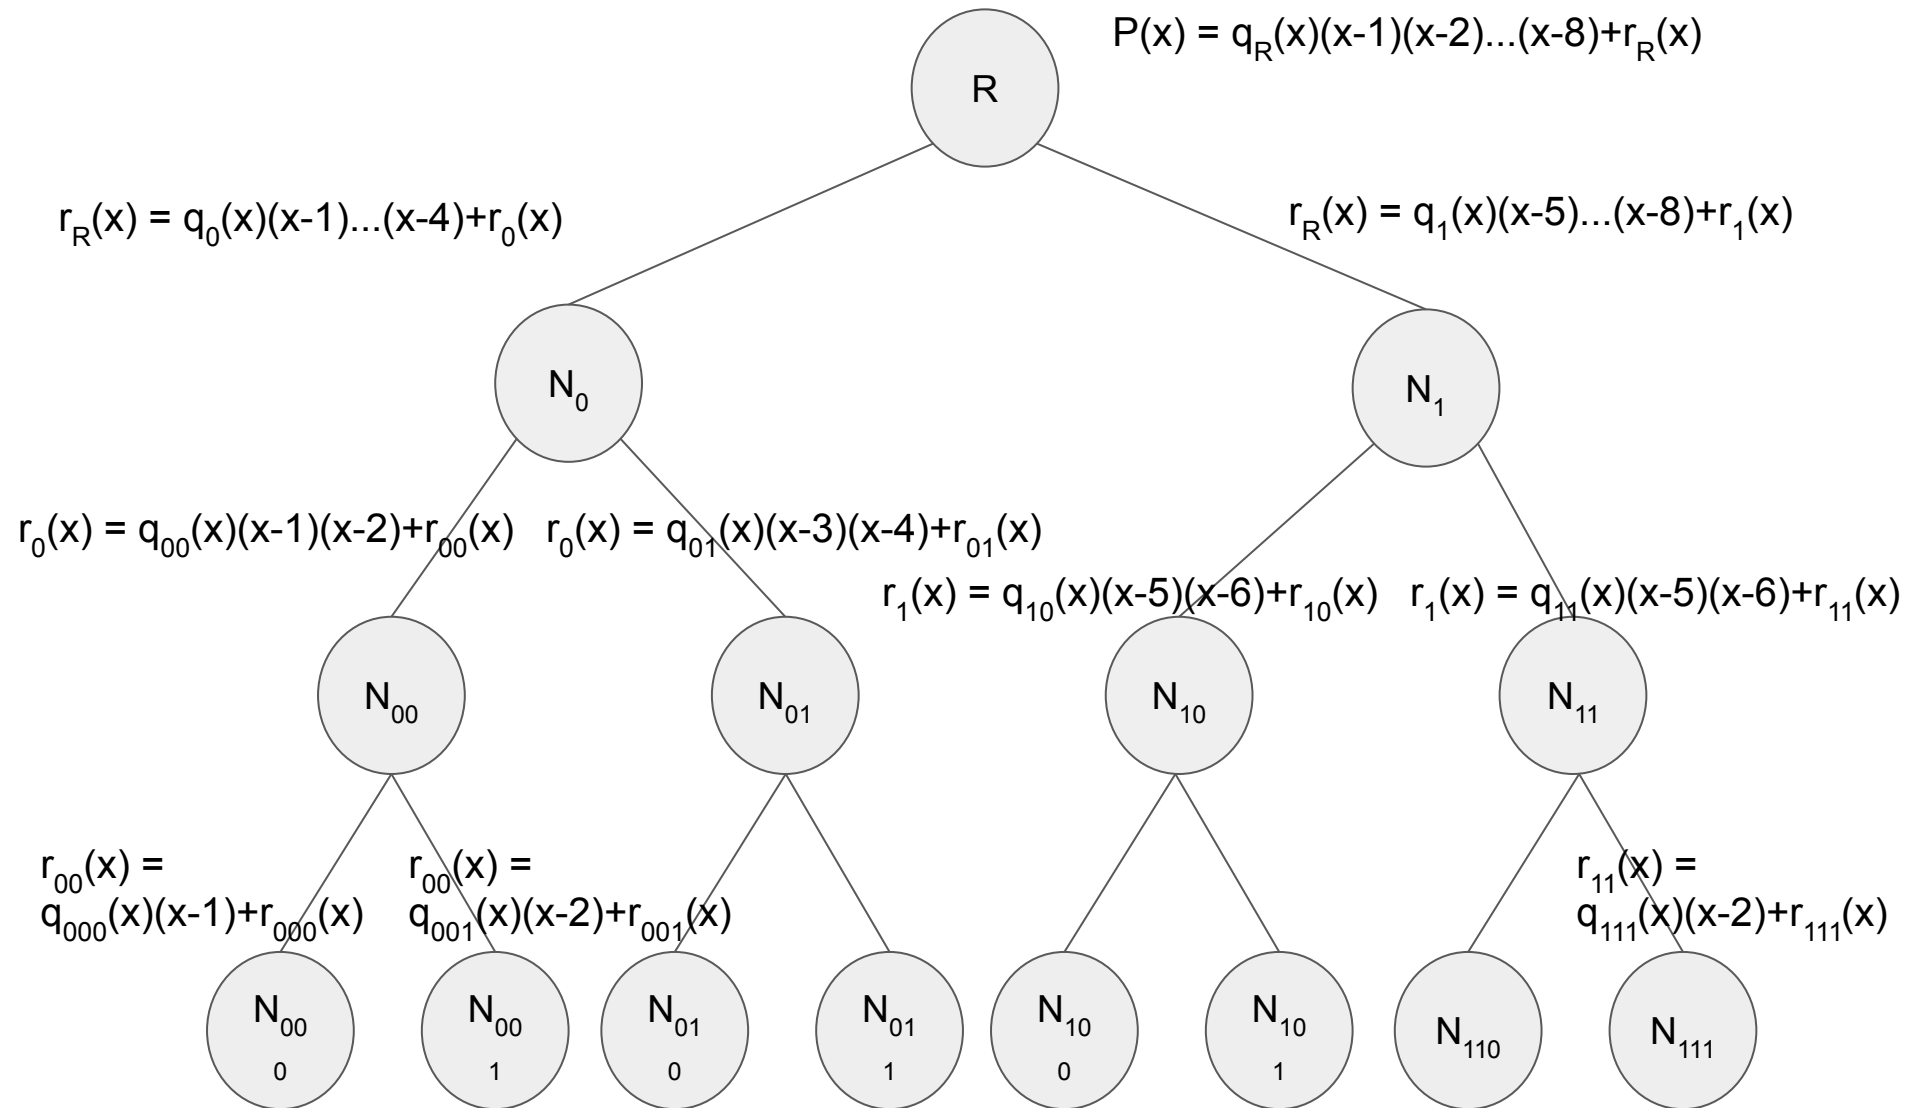 P(x) = q_R(x)(x-1)(x-2)...(x-8)+r_R(x)
R
r_R(x) = q_0(x)(x-1)...(x-4)+r_0(x)
r_R(x) = q_1(x)(x-5)...(x-8)+r_1(x)
N_0
N_1
r_0(x) = q_00(x)(x-1)(x-2)+r_00(x)
r_0(x) = q_01(x)(x-3)(x-4)+r_01(x)
r_1(x) = q_10(x)(x-5)(x-6)+r_10(x)
r_1(x) = q_11(x)(x-5)(x-6)+r_11(x)
N_00
N_01
N_10
N_11
r_00(x) =
q_000(x)(x-1)+r_000(x)
r_00(x) =
q_001(x)(x-2)+r_001(x)
r_11(x) =
q_111(x)(x-2)+r_111(x)
N_00
0
N_00
1
N_01
0
N_01
1
N_10
0
N_10
1
N_110
N_111